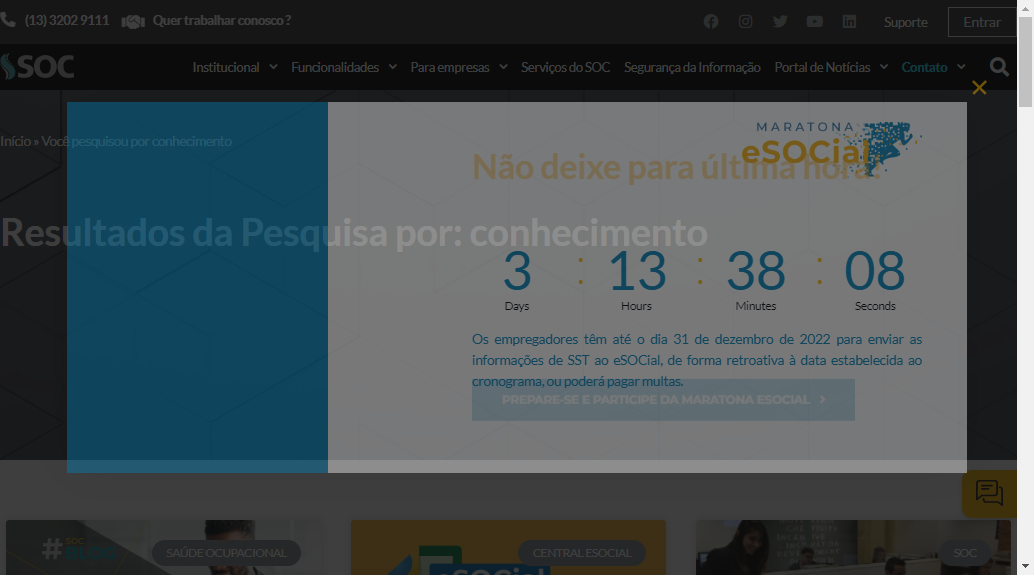 (13) 3202 9111 Quer trabalhar conosco ? Suporte Entrar
SOC Institucional Funcionalidades Para empresas Serviços do SOC Segurança da Informação Portal de Notícias Contato
Início » Você pesquisou por conhecimento
MARATONA
eSOCial
Não deixe para última hora!
Resultados da Pesquisa por: conhecimento
3 : 13 : 38 : 08
Days Hours Minutes Seconds
Os empregadores têm até o dia 31 de dezembro de 2022 para enviar as
informações de SST ao eSOCial, de forma retroativa à data estabelecida ao
cronograma, ou poderá pagar multas.
PREPARE-SE E PARTICIPE DA MARATONA ESOCIAL
# SOC
BLOG
SAÚDE OCUPACIONAL CENTRAL ESOCIAL SOC
eSOCial